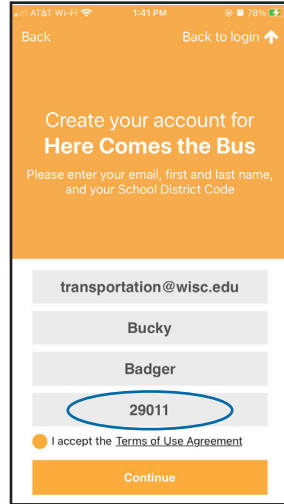 AT&T Wi-Fi 1:41 PM 78%
Back Back to login
Create your account for
Here Comes the Bus
Please enter your email, first and last name,
and your School District Code
transportation@wisc.edu
Bucky
Badger
29011
I accept the Terms of Use Agreement
Continue